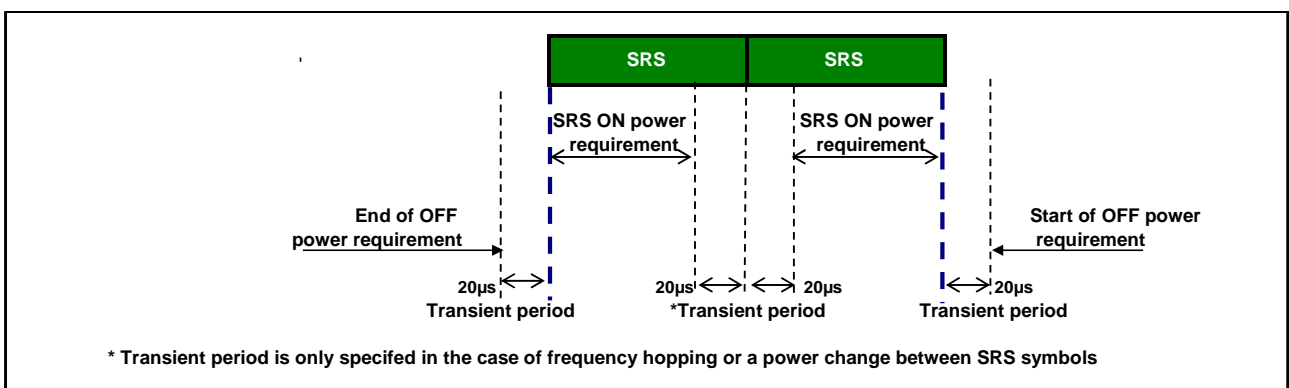 SRS SRS
SRS ON power
requirement
SRS ON power
requirement
End of OFF
power requirement
Start of OFF power
requirement
20µs 20µs 20µs 20µs
Transient period *Transient period Transient period
* Transient period is only specifed in the case of frequency hopping or a power change between SRS symbols